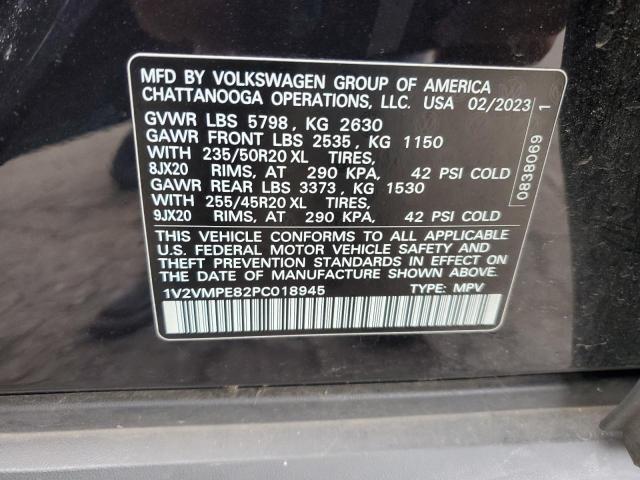 MFD BY VOLKSWAGEN GROUP OF AMERICA
CHATTANOOGA OPERATIONS, LLC. USA 02/2023
GVWR LBS 5798, KG 2630
GAWR FRONT LBS 2535, KG 1150
WITH 235/50R20 XL TIRES,
8JX20 RIMS, AT 290 KPA, 42 PSI COLD
GAWR REAR LBS 3373, KG 1530
WITH 255/45R20 XL TIRES,
9JX20 RIMS, AT 290 KPA, 42 PSI COLD
THIS VEHICLE CONFORMS TO ALL APPLICABLE
U.S. FEDERAL MOTOR VEHICLE SAFETY AND
THEFT PREVENTION STANDARDS IN EFFECT ON
THE DATE OF MANUFACTURE SHOWN ABOVE.
1V2VMPE82PC018945 TYPE: MPV
0838069
1